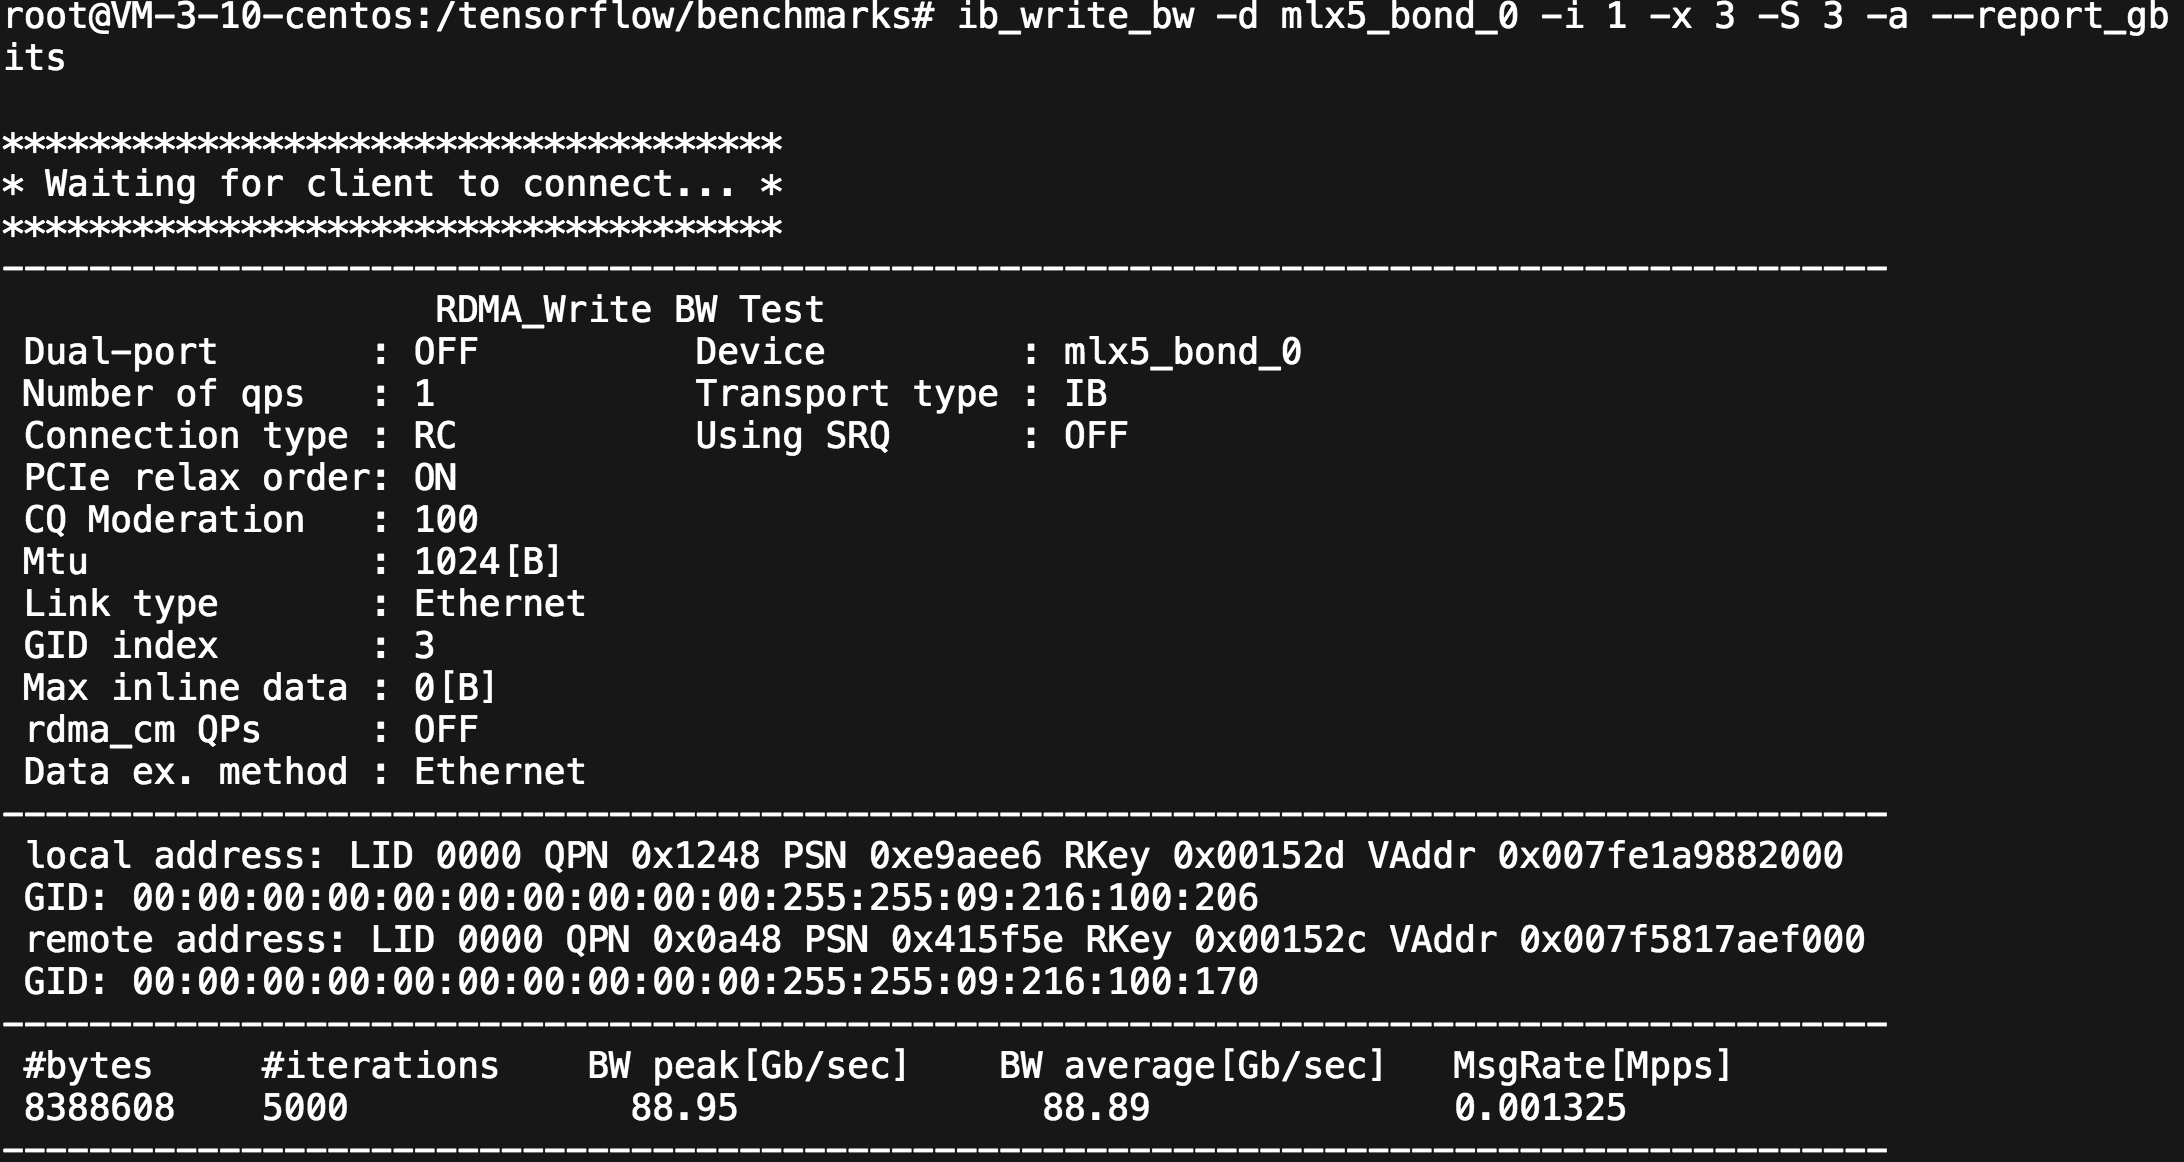 root@VM-3-10-centos:/tensorflow/benchmarks# ib_write_bw -d mlx5_bond_0 -i 1 -x 3 -S 3 -a --report_gb
its
************************************
* Waiting for client to connect... *
************************************
---------------------------------------------------------------------------------------
                    RDMA_Write BW Test
 Dual-port       : OFF          Device         : mlx5_bond_0
 Number of qps   : 1            Transport type : IB
 Connection type : RC           Using SRQ      : OFF
 PCIe relax order: ON
 CQ Moderation   : 100
 Mtu             : 1024[B]
 Link type       : Ethernet
 GID index       : 3
 Max inline data : 0[B]
 rdma_cm QPs     : OFF
 Data ex. method : Ethernet
---------------------------------------------------------------------------------------
 local address: LID 0000 QPN 0x1248 PSN 0xe9aee6 RKey 0x00152d VAddr 0x007fe1a9882000
 GID: 00:00:00:00:00:00:00:00:00:00:255:255:09:216:100:206
 remote address: LID 0000 QPN 0x0a48 PSN 0x415f5e RKey 0x00152c VAddr 0x007f5817aef000
 GID: 00:00:00:00:00:00:00:00:00:00:255:255:09:216:100:170
---------------------------------------------------------------------------------------
 #bytes     #iterations    BW peak[Gb/sec]    BW average[Gb/sec]   MsgRate[Mpps]
 8388608    5000             88.95              88.89              0.001325
---------------------------------------------------------------------------------------